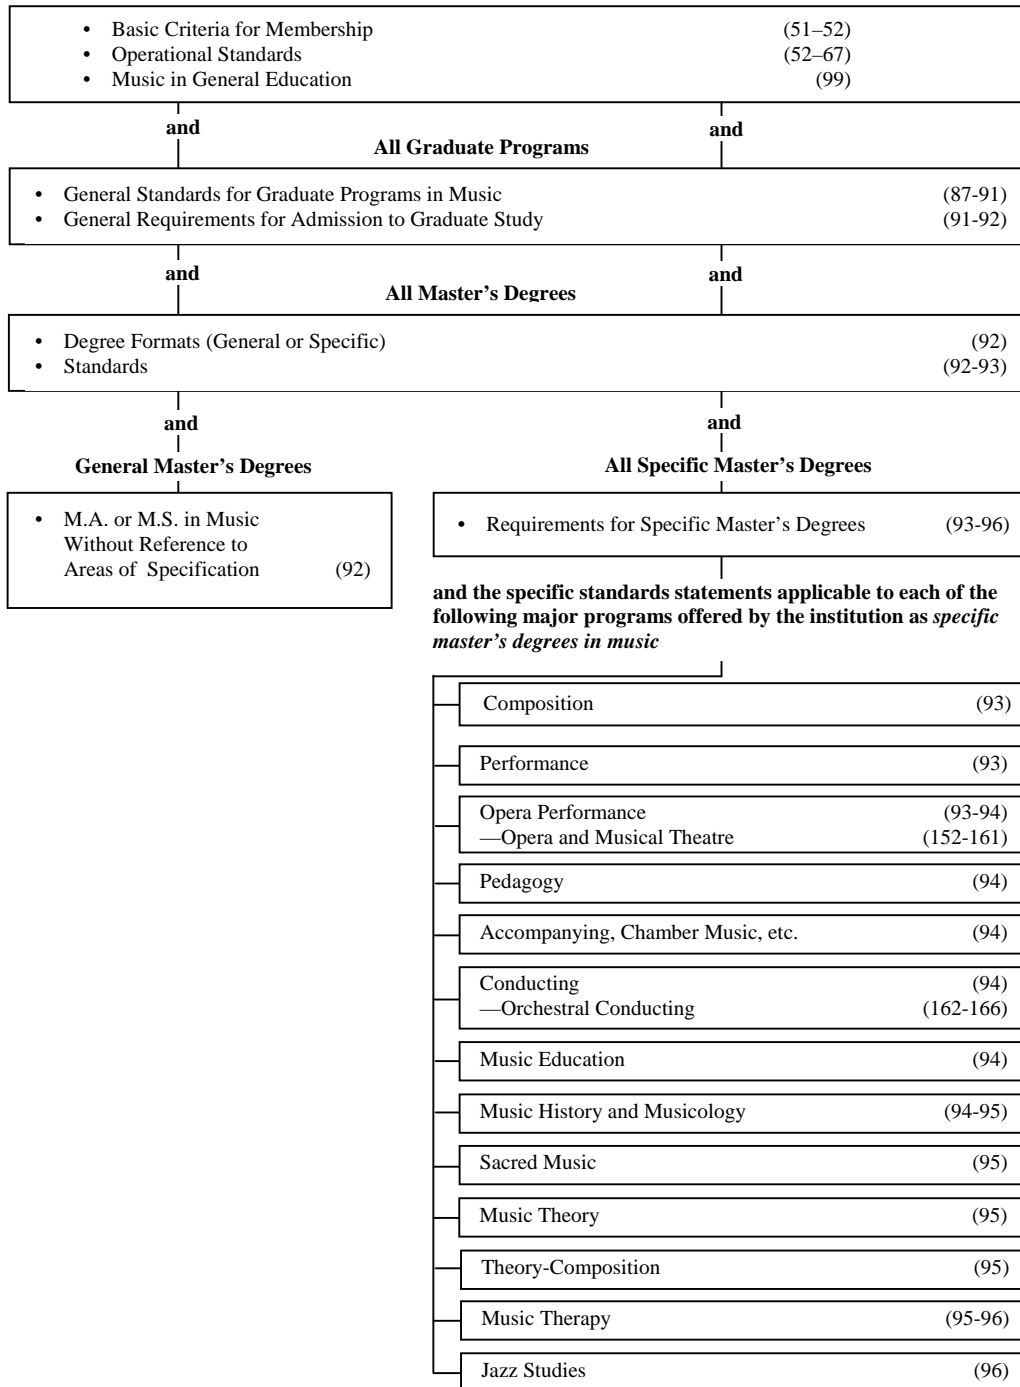 • Basic Criteria for Membership (51–52)
• Operational Standards (52–67)
• Music in General Education (99)
and and
All Graduate Programs
• General Standards for Graduate Programs in Music (87-91)
• General Requirements for Admission to Graduate Study (91-92)
and and
All Master's Degrees
• Degree Formats (General or Specific) (92)
• Standards (92-93)
and and
General Master's Degrees
• M.A. or M.S. in Music
Without Reference to
Areas of Specification (92)
All Specific Master's Degrees
• Requirements for Specific Master's Degrees (93-96)
and the specific standards statements applicable to each of the
following major programs offered by the institution as specific
master's degrees in music
Composition (93)
Performance (93)
Opera Performance (93-94)
—Opera and Musical Theatre (152-161)
Pedagogy (94)
Accompanying, Chamber Music, etc. (94)
Conducting (94)
—Orchestral Conducting (162-166)
Music Education (94)
Music History and Musicology (94-95)
Sacred Music (95)
Music Theory (95)
Theory-Composition (95)
Music Therapy (95-96)
Jazz Studies (96)